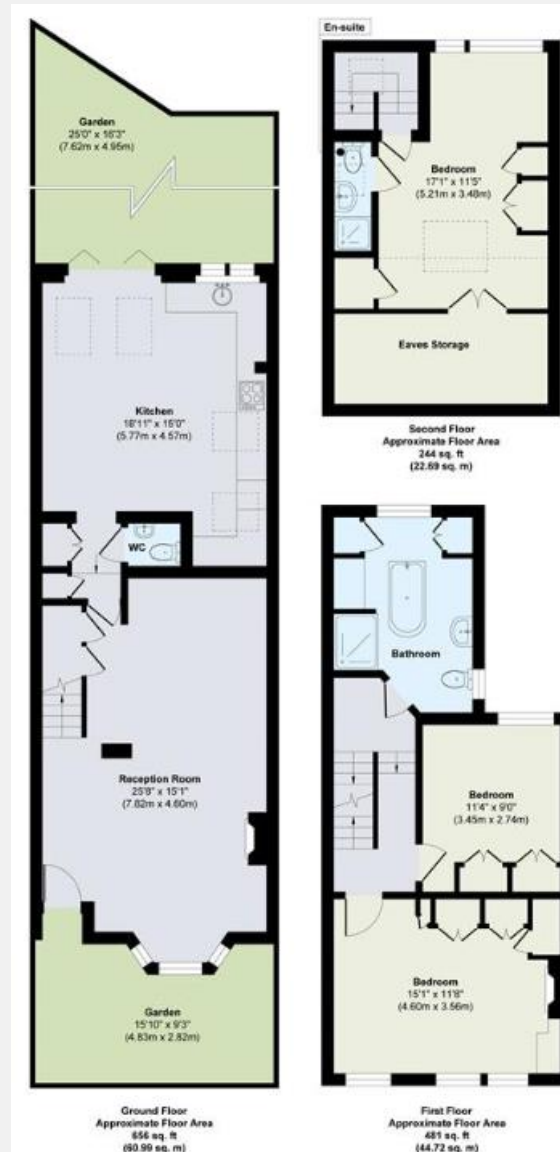 Garden
25'0" x 16'3"
(7.62m x 4.95m)
Kitchen
18'11" x 15'0"
(5.77m x 4.57m)
WC
Reception Room
25'8" x 15'1"
(7.82m x 4.60m)
Garden
15'10" x 9'3"
(4.83m x 2.82m)
Ground Floor
Approximate Floor Area
656 sq. ft
(60.99 sq. m)
En-suite
Bedroom
17'1" x 11'5"
(5.21m x 3.48m)
Eaves Storage
Second Floor
Approximate Floor Area
244 sq. ft
(22.69 sq. m)
Bathroom
Bedroom
11'4" x 9'0"
(3.45m x 2.74m)
Bedroom
15'1" x 11'8"
(4.60m x 3.56m)
First Floor
Approximate Floor Area
481 sq. ft
(44.72 sq. m)